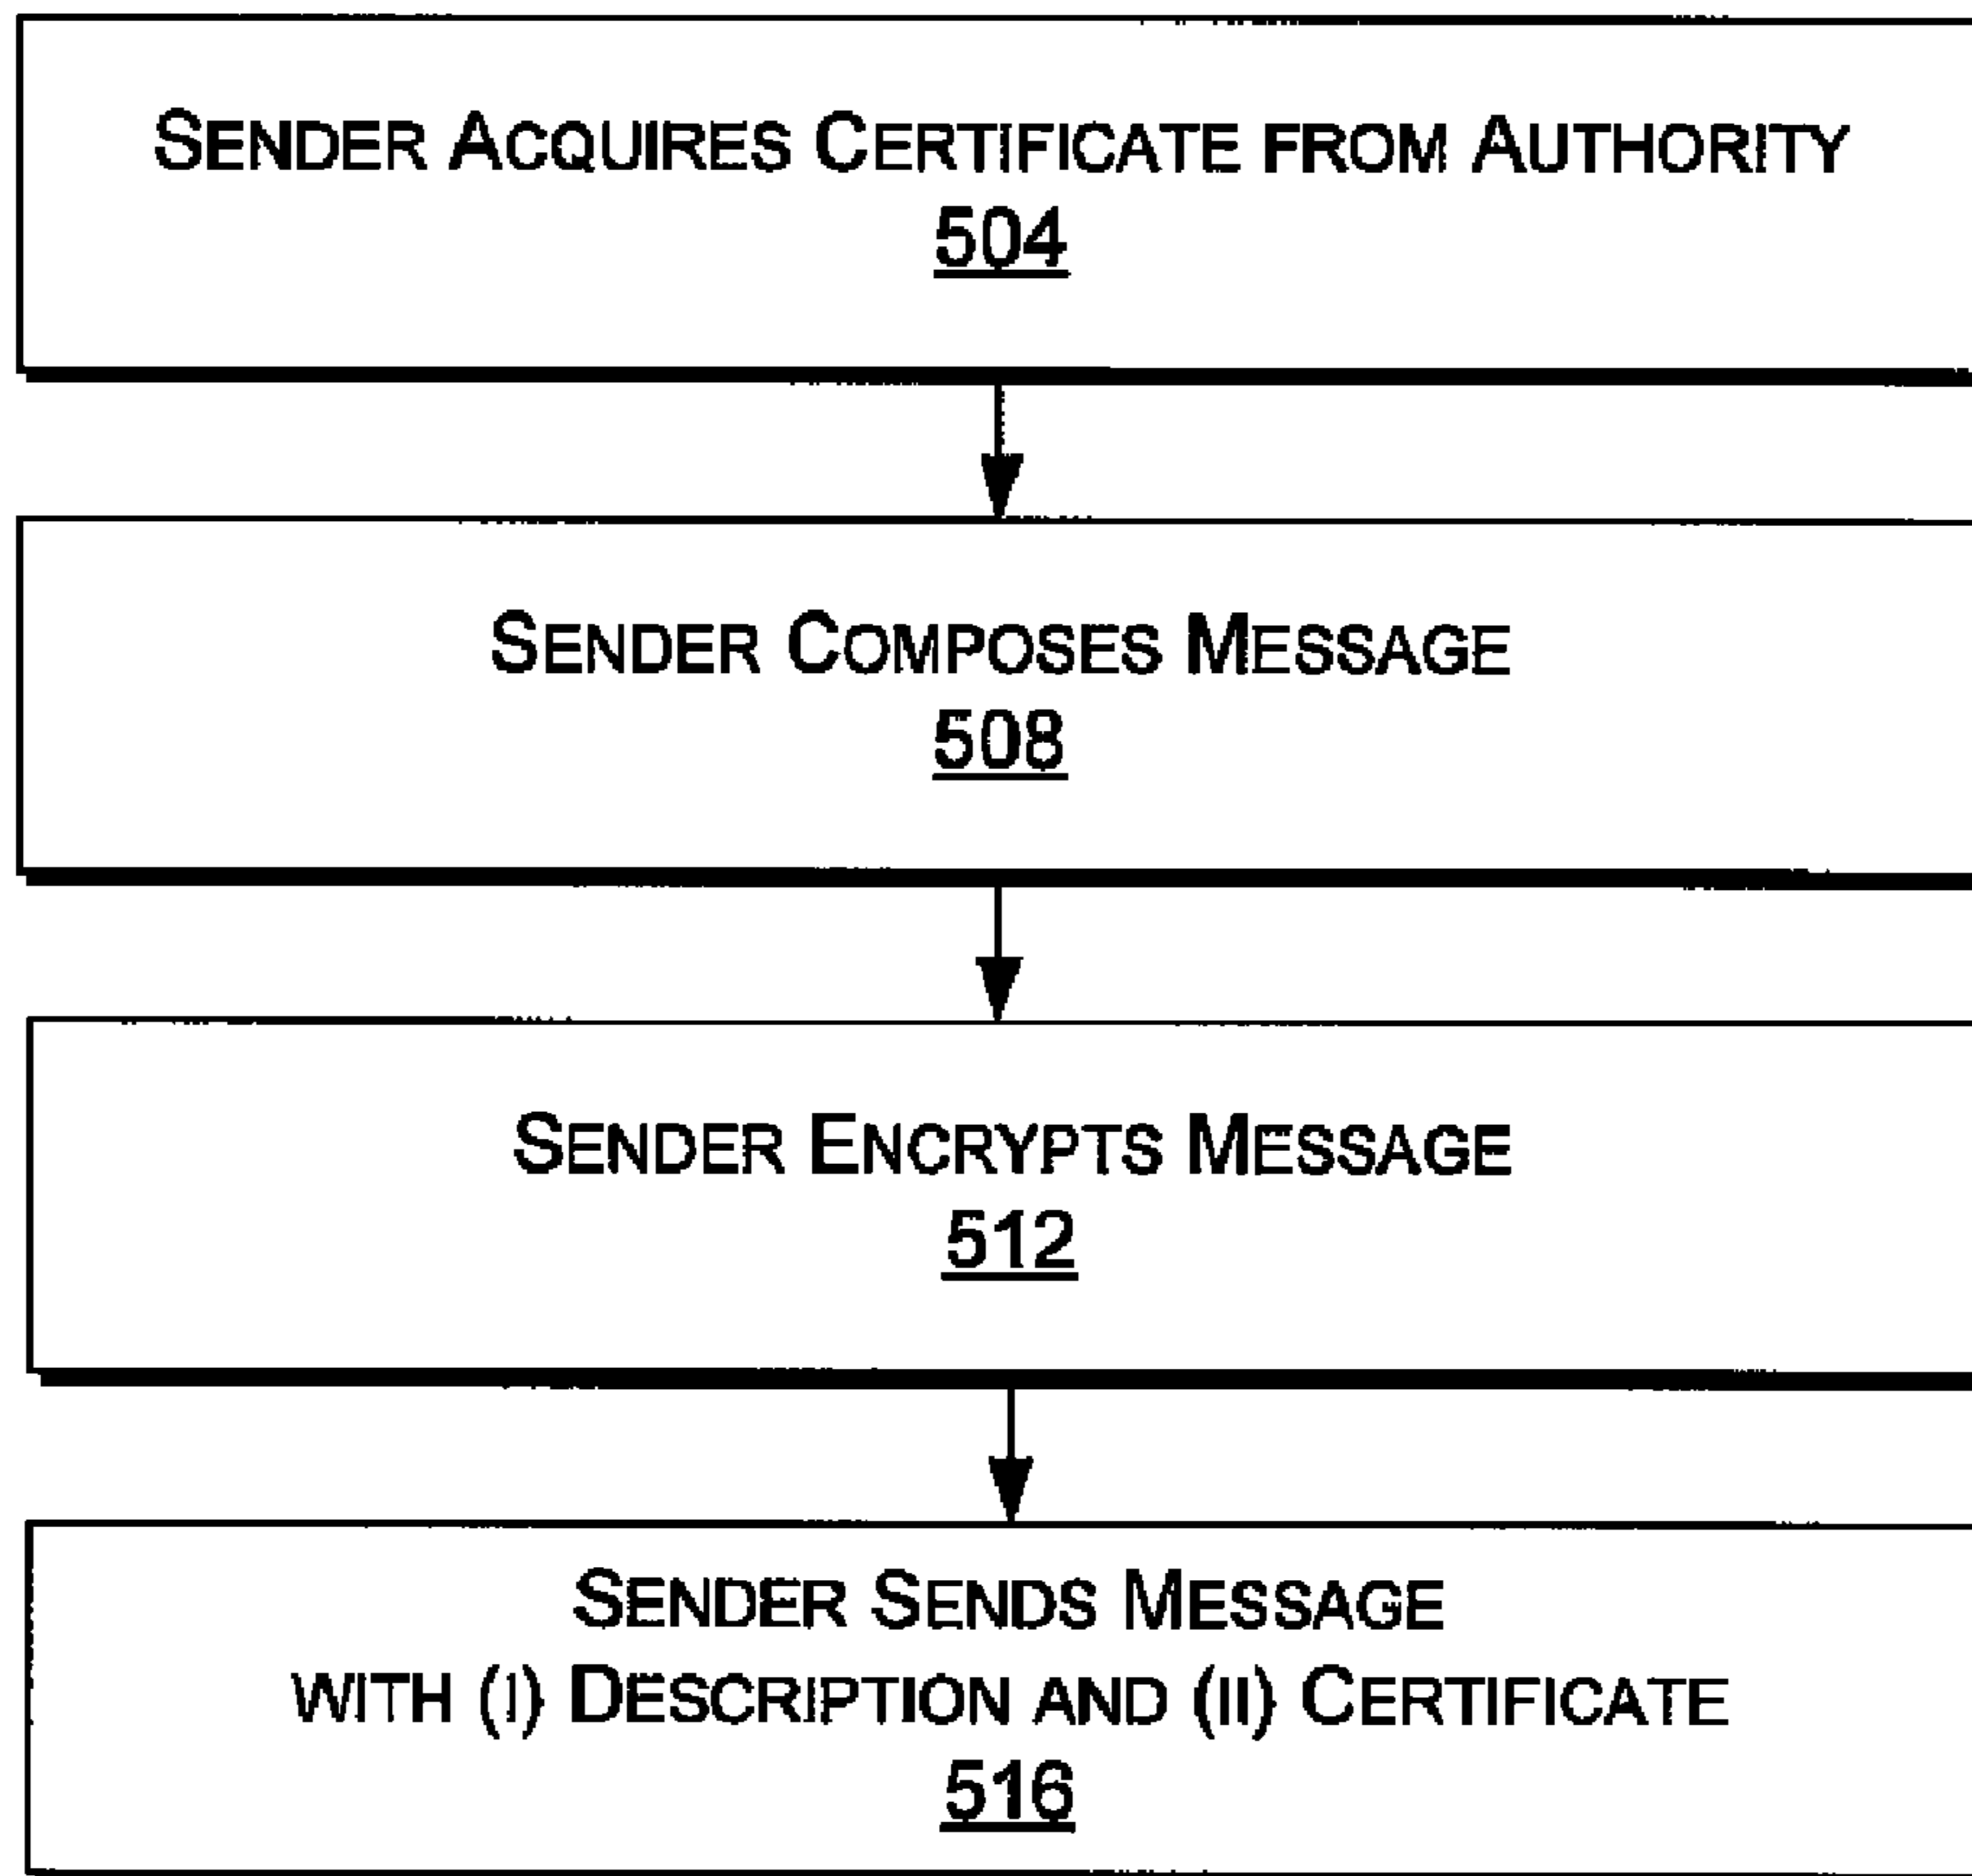 SENDER ACQUIRES CERTIFICATE FROM AUTHORITY
504
SENDER COMPOSES MESSAGE
508
SENDER ENCRYPTS MESSAGE
512
SENDER SENDS MESSAGE
WITH (I) DESCRIPTION AND (II) CERTIFICATE
516